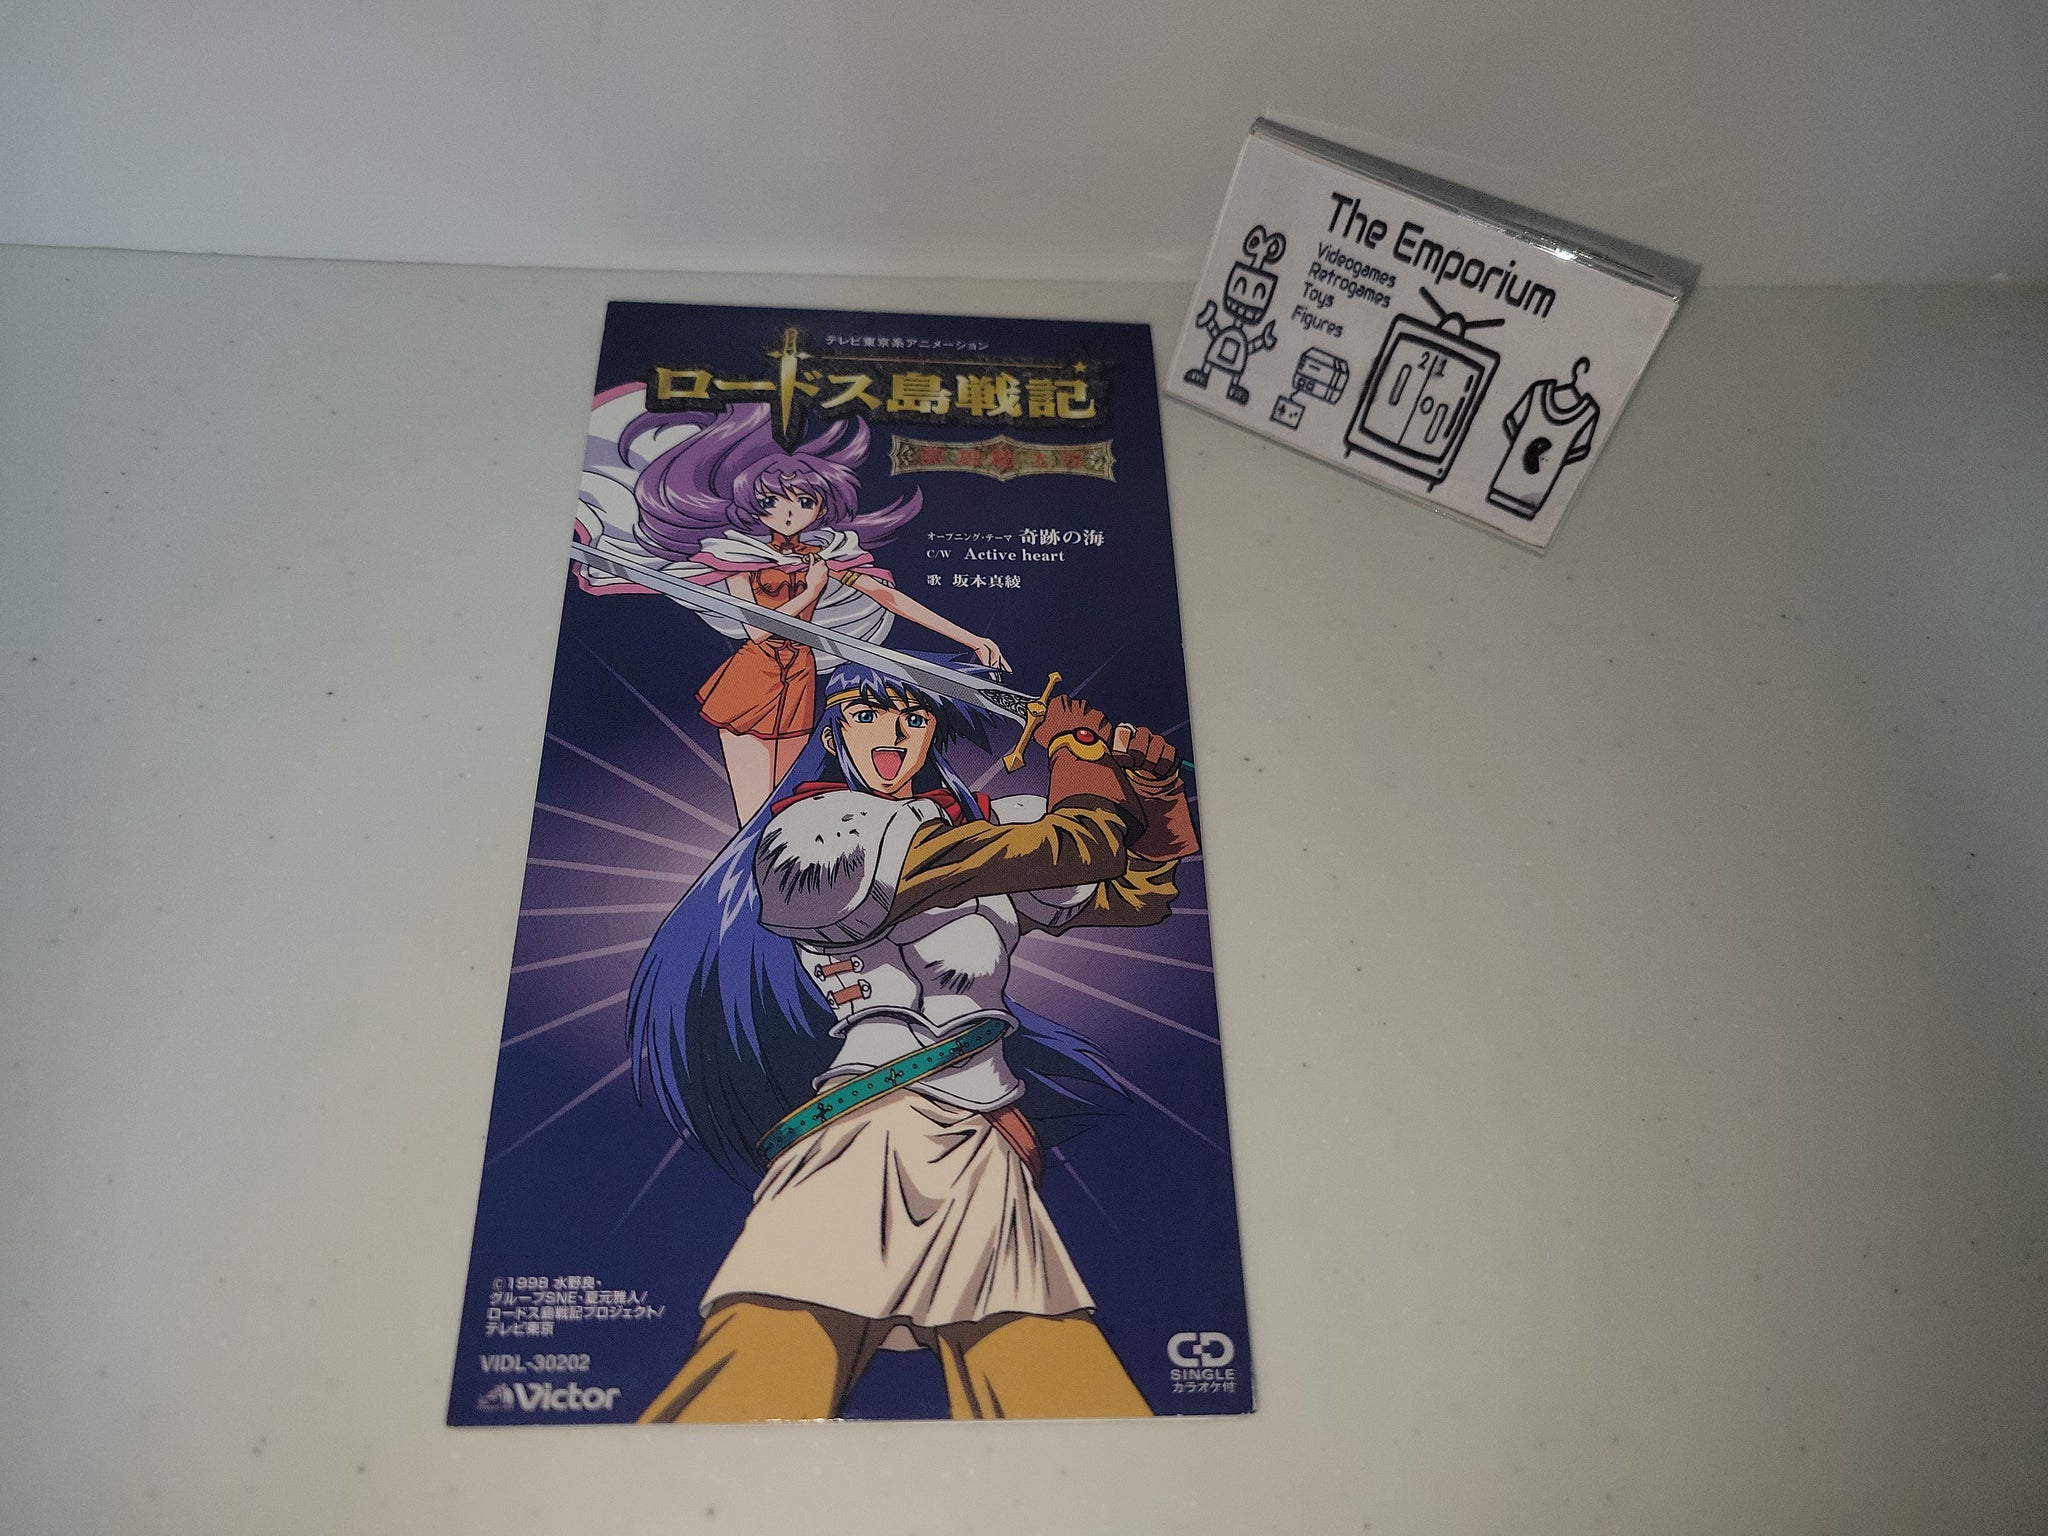 テレビ東京系アニメーション
ロードス島戦記
オープニング・テーマ 奇跡の海
C/W Active heart
歌 坂本真綾
©1998 水野良・
グループSNE・夏元雅人/
ロードス島戦記プロジェクト/
テレビ東京
VIDL-30202
Victor
CD
SINGLE
カラオケ付
The Emporium
Videogames
Retrogames
Toys
Figures
21